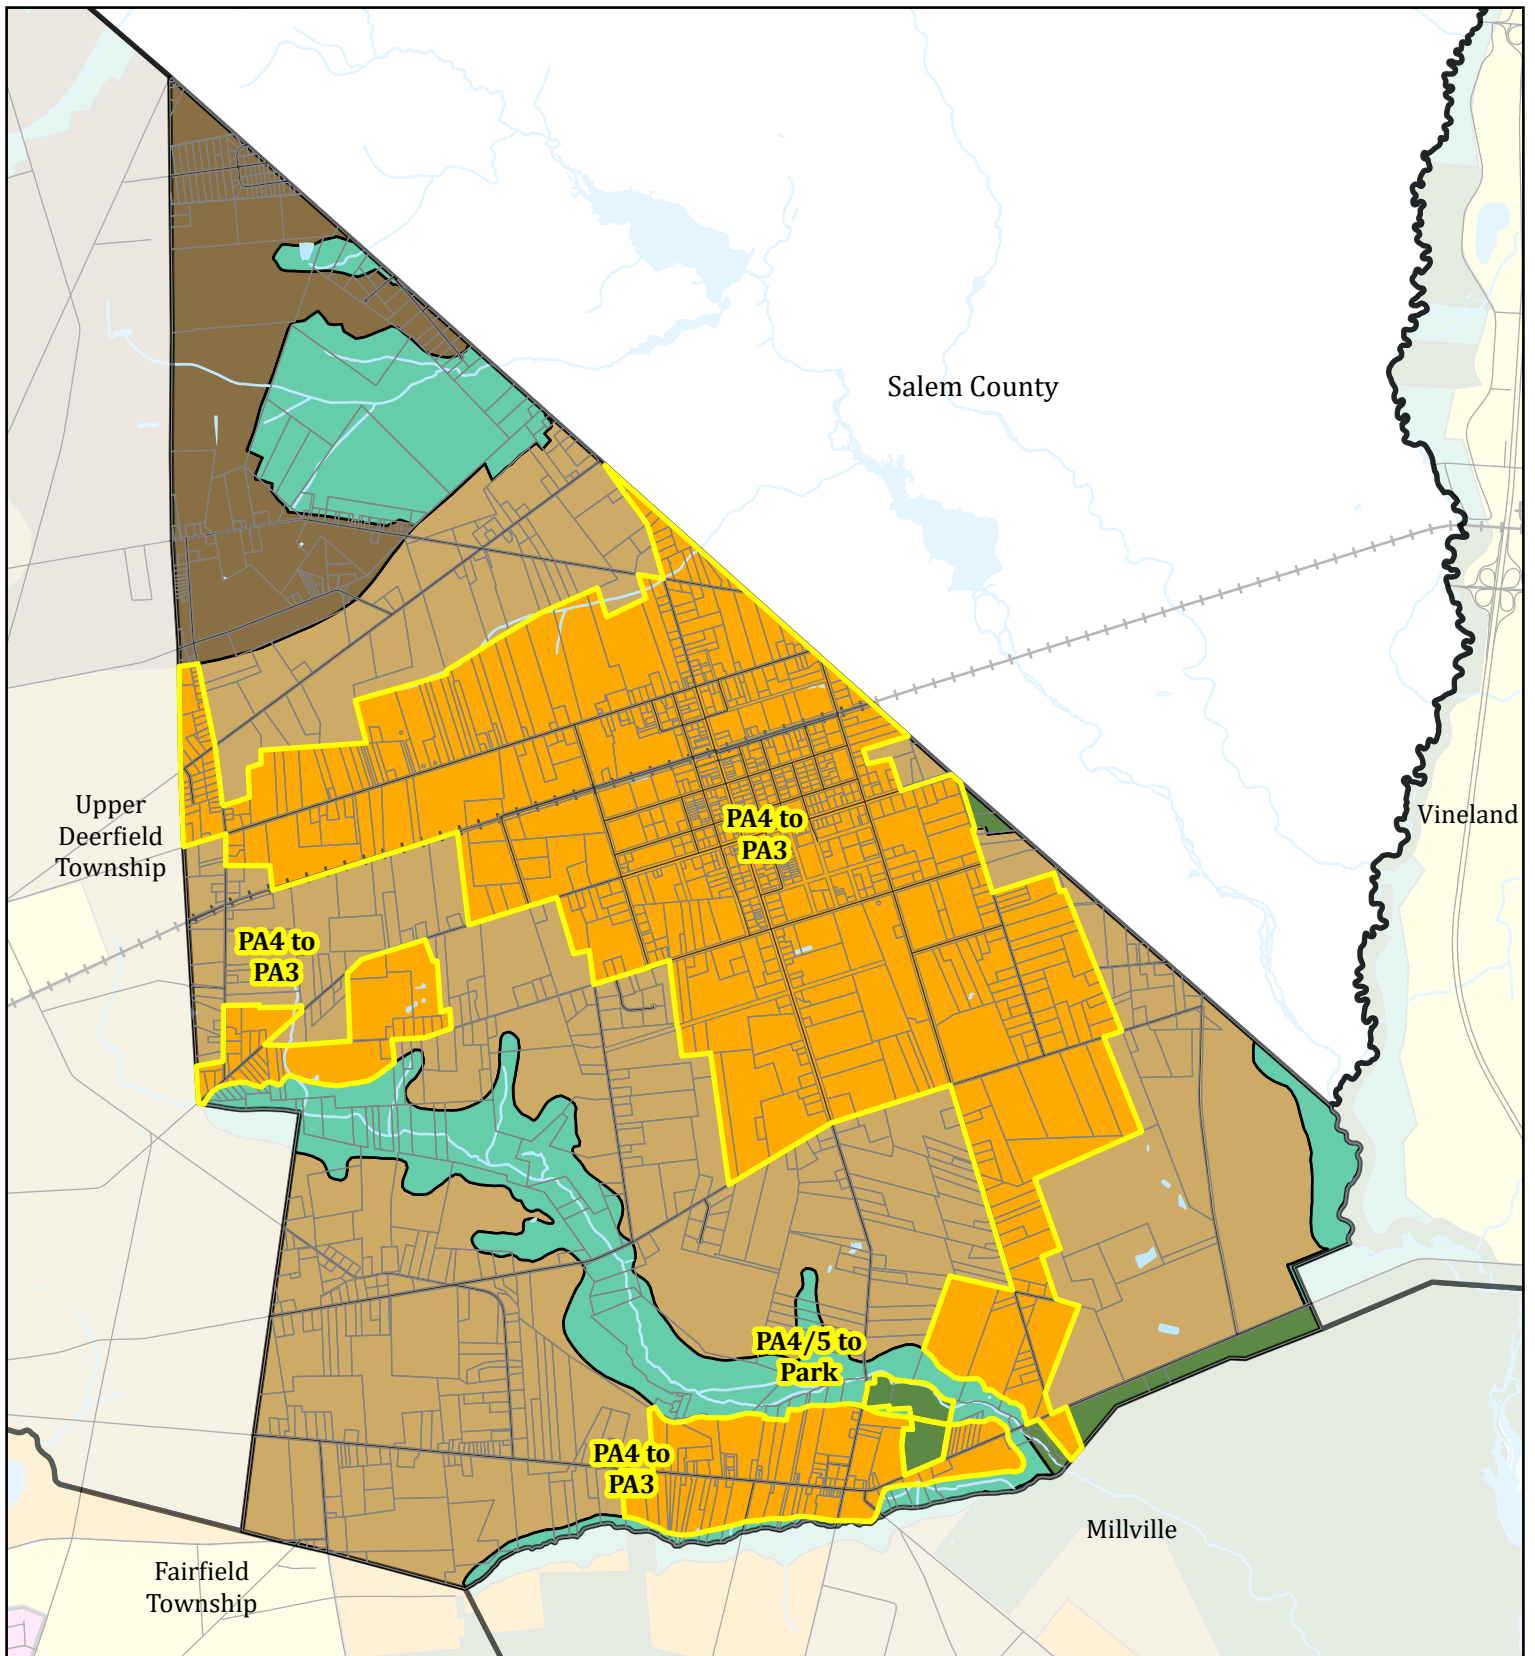 Salem County
Upper
Deerfield
Township
Vineland
PA4 to
PA3
PA4 to
PA3
PA4/5 to
Park
PA4 to
PA3
Millville
Fairfield
Township